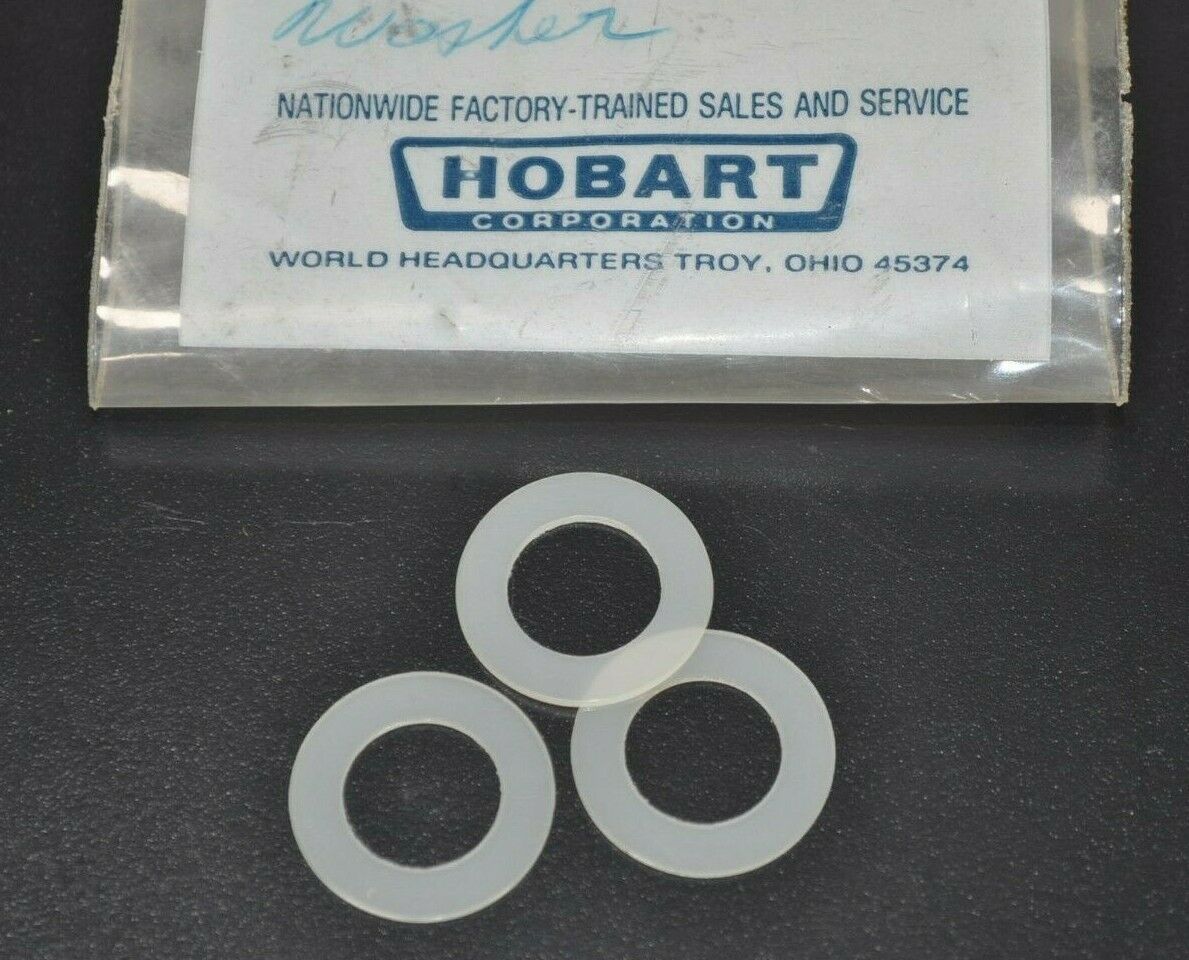 Washer
NATIONWIDE FACTORY-TRAINED SALES AND SERVICE
HOBART
CORPORATION
WORLD HEADQUARTERS TROY, OHIO 45374